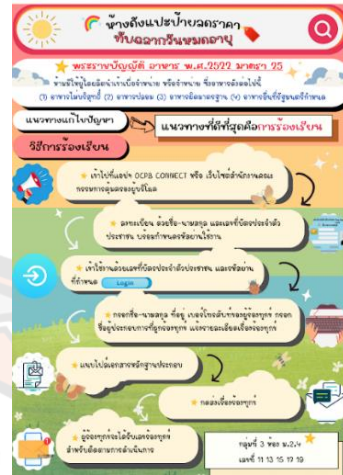 ห้างดังแปะป้ายลดราคา
ทับฉลากวันหมดอายุ
พระราชบัญญัติ อาหาร พ.ศ.2522 มาตรา 25
ห้ามมิให้ผู้ใดผลิตนำเข้าเพื่อจำหน่าย หรือจำหน่าย ซึ่งอาหารดังต่อไปนี้
(1) อาหารไม่บริสุทธิ์ (2) อาหารปลอม (3) อาหารผิดมาตรฐาน (4) อาหารอื่นที่รัฐมนตรีกำหนด
แนวทางแก้ไขปัญหา
แนวทางที่ดีที่สุดคือการร้องเรียน
วิธีการร้องเรียน
เข้าไปที่แอปฯ OCPB CONNECT หรือ เว็บไซต์สำนักงานคณะ
กรรมการคุ้มครองผู้บริโภค
ลงทะเบียน ด้วยชื่อ-นามสกุล และเลขที่บัตรประจำตัว
ประชาชน พร้อมกำหนดรหัสผ่านใช้งาน
เข้าใช้งานด้วยเลขที่บัตรประจำตัวประชาชน และรหัสผ่าน
ที่กำหนด Login
กรอกชื่อ-นามสกุล ที่อยู่ เบอร์โทรศัพท์ของผู้ร้องทุกข์ กรอก
ชื่อผู้ประกอบการที่ถูกร้องทุกข์ และรายละเอียดเรื่องร้องทุกข์
แนบไฟล์เอกสารหลักฐานประกอบ
กดส่งเรื่องร้องทุกข์
ผู้ร้องทุกข์จะได้รับเลขร้องทุกข์
สำหรับติดตามการดำเนินการ
กลุ่มที่ 3 ห้อง ม.2.4
เลขที่ 11 13 15 17 19